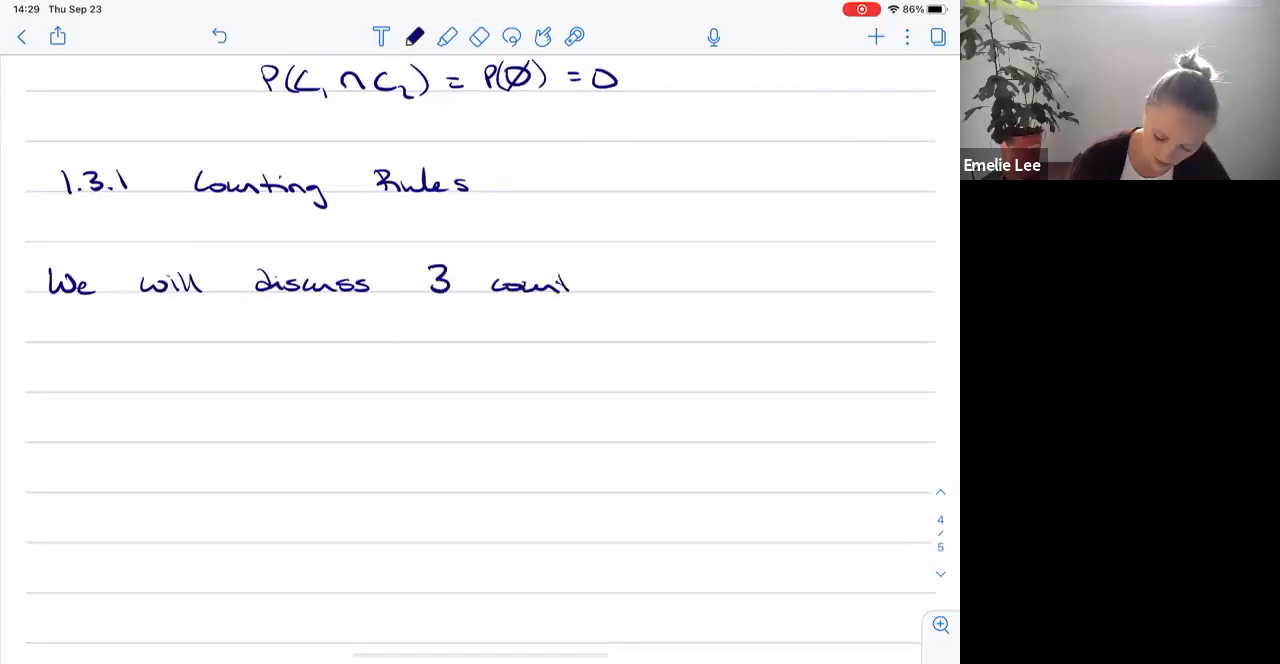 14:29 Thu Sep 23
86%
T
P(C₁ ∩ C₂) = P(∅) = 0
Emelie Lee
1.3.1 Counting Rules
We will discuss 3 count
4
/
5